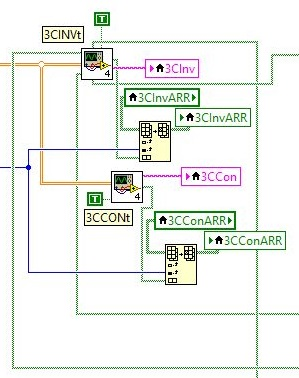 T
3CINVt
4
3CInv
3CInvARR
3CInvARR
4
3CCon
T
3CCONt
3CConARR
3CConARR